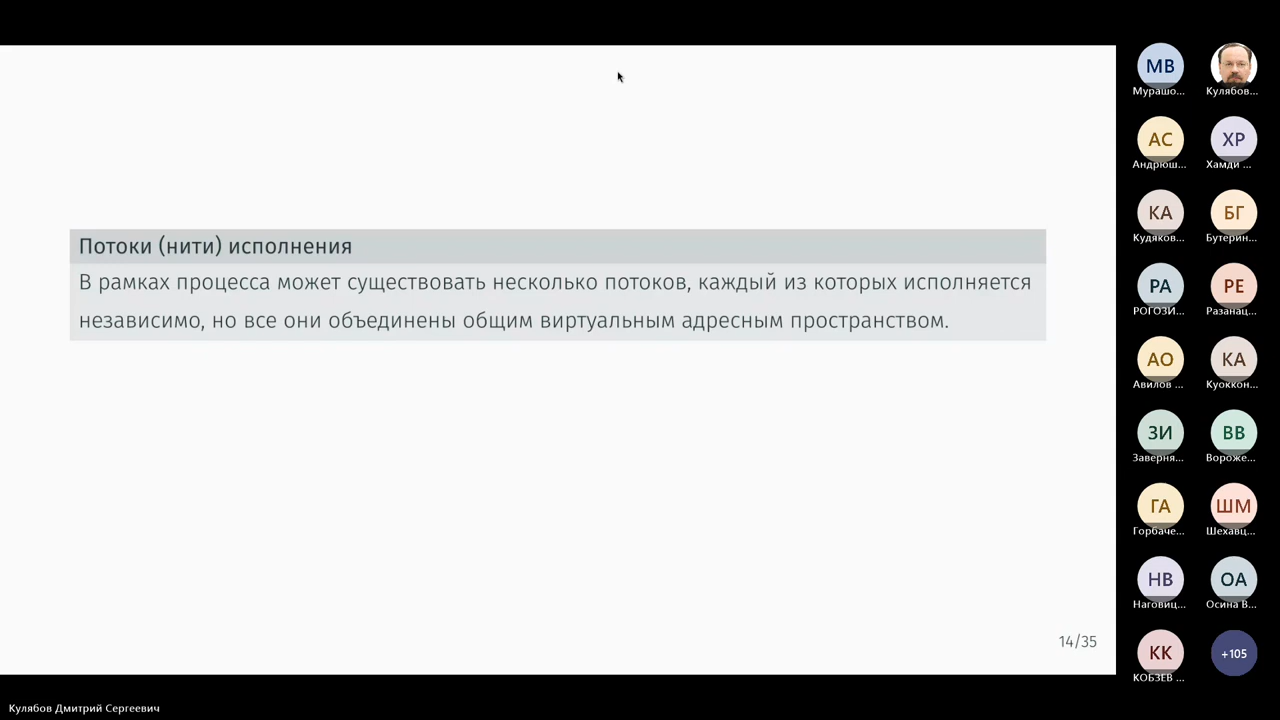 Потоки (нити) исполнения
В рамках процесса может существовать несколько потоков, каждый из которых исполняется
независимо, но все они объединены общим виртуальным адресным пространством.
14/35
МВ
Мурашо...
Кулябов...
АС
Андрюш...
ХР
Хамди ...
КА
Кудяков...
БГ
Бутерин...
РА
РОГОЗИ...
РЕ
Разанац...
АО
Авилов ...
КА
Куоккон...
ЗИ
Заверня...
ВВ
Вороже...
ГА
Горбаче...
ШМ
Шехавц...
НВ
Наговиц...
ОА
Осина В...
КК
КОБЗЕВ ...
+105
Кулябов Дмитрий Сергеевич